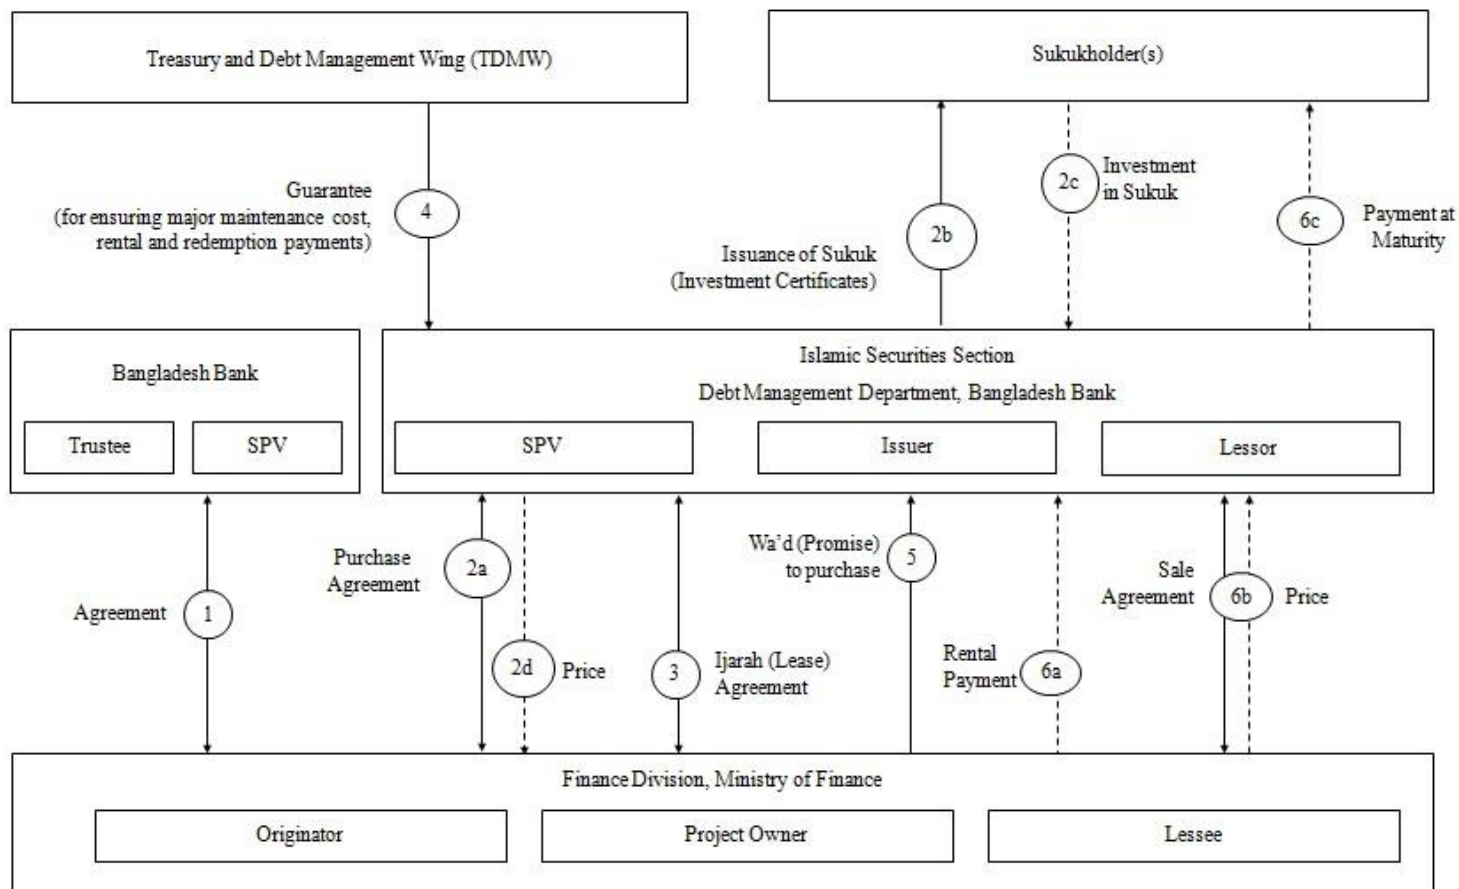 Treasury and Debt Management Wing (TDMW)
Sukukholder(s)
Guarantee
(for ensuring major maintenance cost,
rental and redemption payments)
4
Issuance of Sukuk
(Investment Certificates)
2b
2c
Investment
in Sukuk
6c
Payment at
Maturity
Bangladesh Bank
Trustee
SPV
Islamic Securities Section
Debt Management Department, Bangladesh Bank
SPV
Issuer
Lessor
Agreement
1
Purchase
Agreement
2a
2d
Price
3
Ijarah (Lease)
Agreement
Wa'd (Promise)
to purchase
5
Rental
Payment
6a
Sale
Agreement
6b
Price
Finance Division, Ministry of Finance
Originator
Project Owner
Lessee